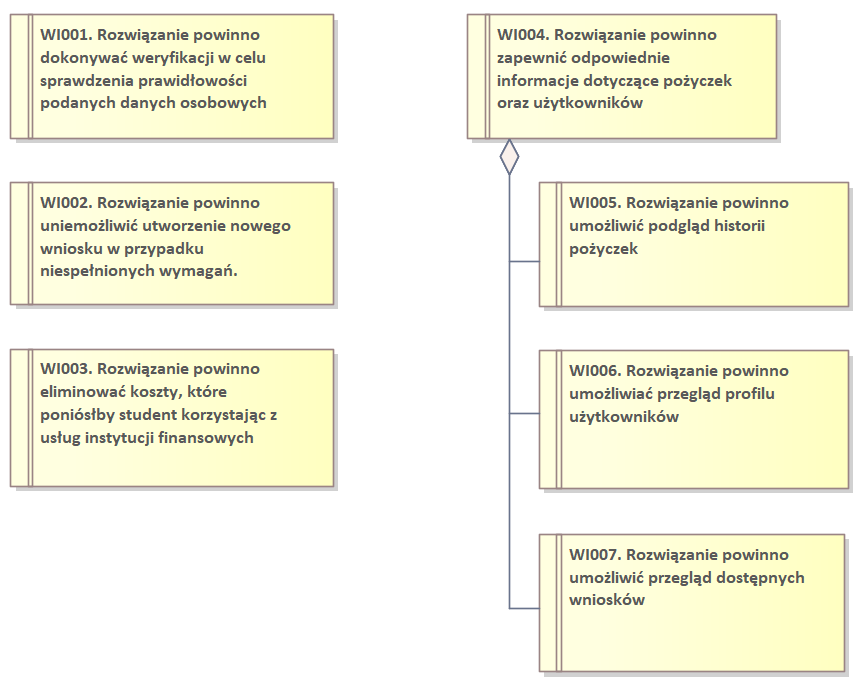 WI001. Rozwiązanie powinno
dokonywać weryfikacji w celu
sprawdzenia prawidłowości
podanych danych osobowych
WI002. Rozwiązanie powinno
uniemożliwić utworzenie nowego
wniosku w przypadku
niespełnionych wymagań.
WI003. Rozwiązanie powinno
eliminować koszty, które
poniósłby student korzystając z
usług instytucji finansowych
WI004. Rozwiązanie powinno
zapewnić odpowiednie
informacje dotyczące pożyczek
oraz użytkowników
WI005. Rozwiązanie powinno
umożliwić podgląd historii
pożyczek
WI006. Rozwiązanie powinno
umożliwiać przegląd profilu
użytkowników
WI007. Rozwiązanie powinno
umożliwić przegląd dostępnych
wniosków